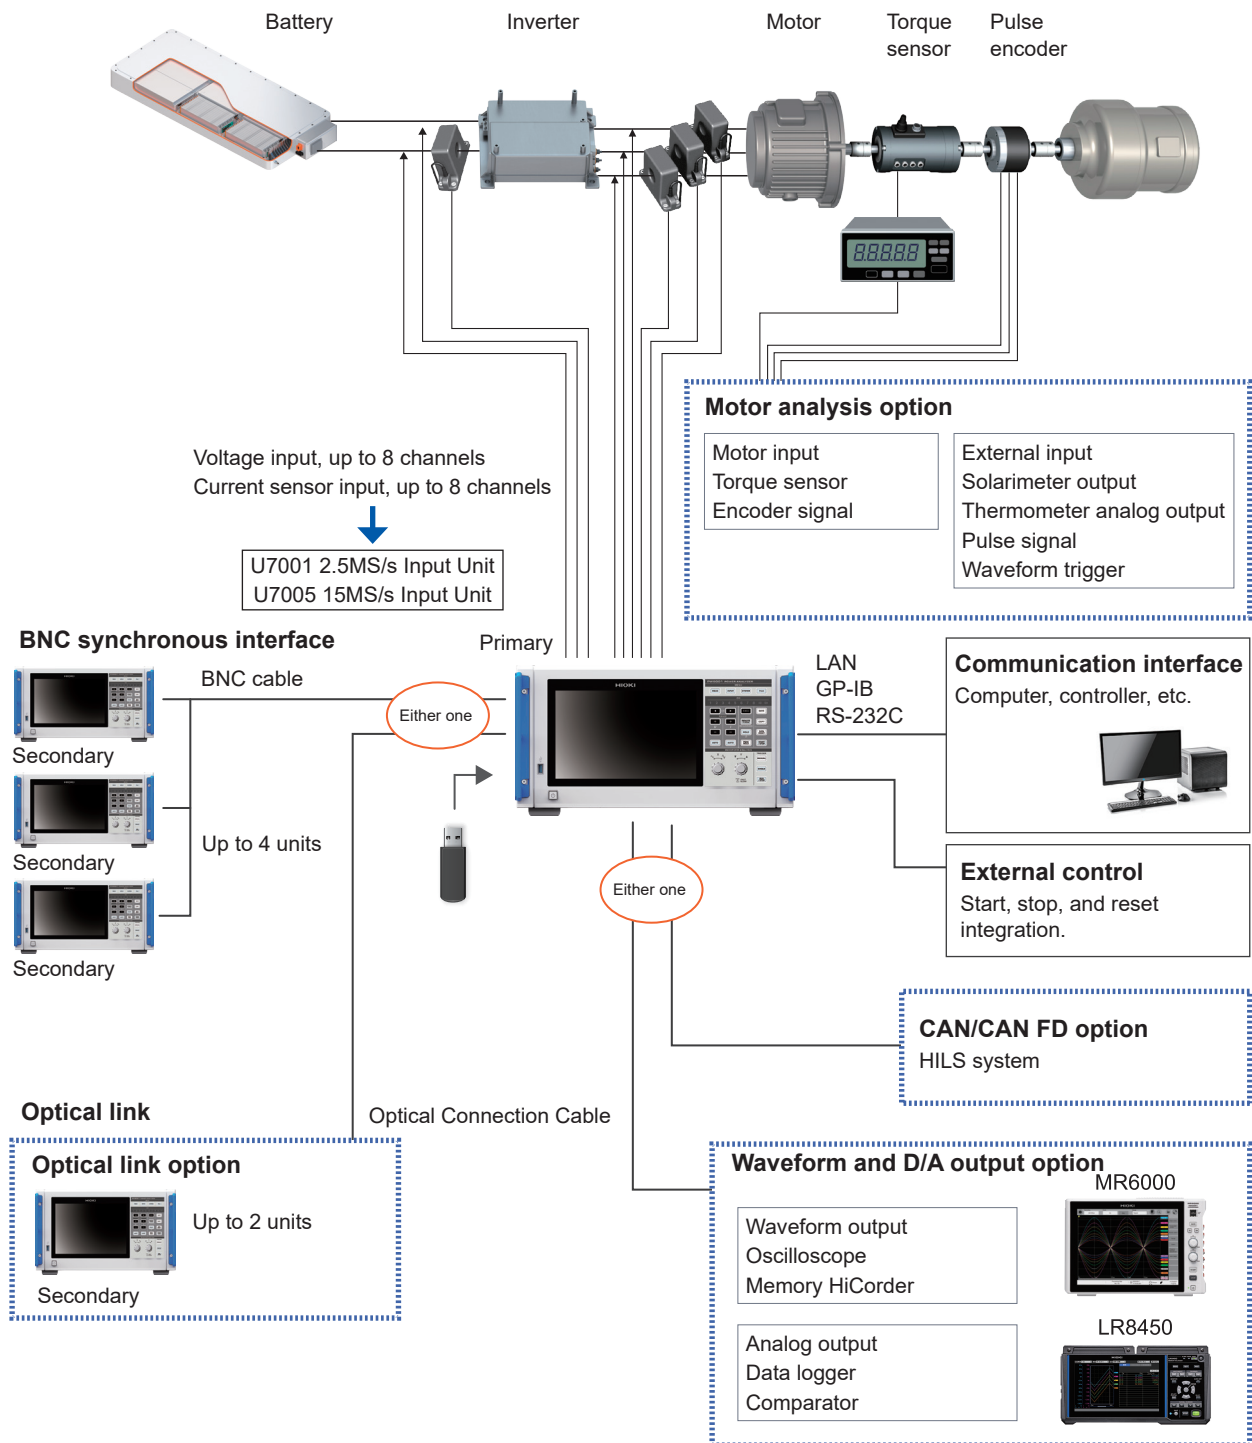 Battery
Inverter
Motor
Torque
sensor
Pulse
encoder
88888
Motor analysis option
Motor input
Torque sensor
Encoder signal
External input
Solarimeter output
Thermometer analog output
Pulse signal
Waveform trigger
Voltage input, up to 8 channels
Current sensor input, up to 8 channels
U7001 2.5MS/s Input Unit
U7005 15MS/s Input Unit
BNC synchronous interface
Primary
BNC cable
Either one
HIOKI
LAN
GP-IB
RS-232C
Communication interface
Computer, controller, etc.
Secondary
Secondary
Up to 4 units
Secondary
Either one
External control
Start, stop, and reset
integration.
CAN/CAN FD option
HILS system
Optical link
Optical Connection Cable
Optical link option
Up to 2 units
Secondary
Waveform and D/A output option
MR6000
Waveform output
Oscilloscope
Memory HiCorder
LR8450
Analog output
Data logger
Comparator